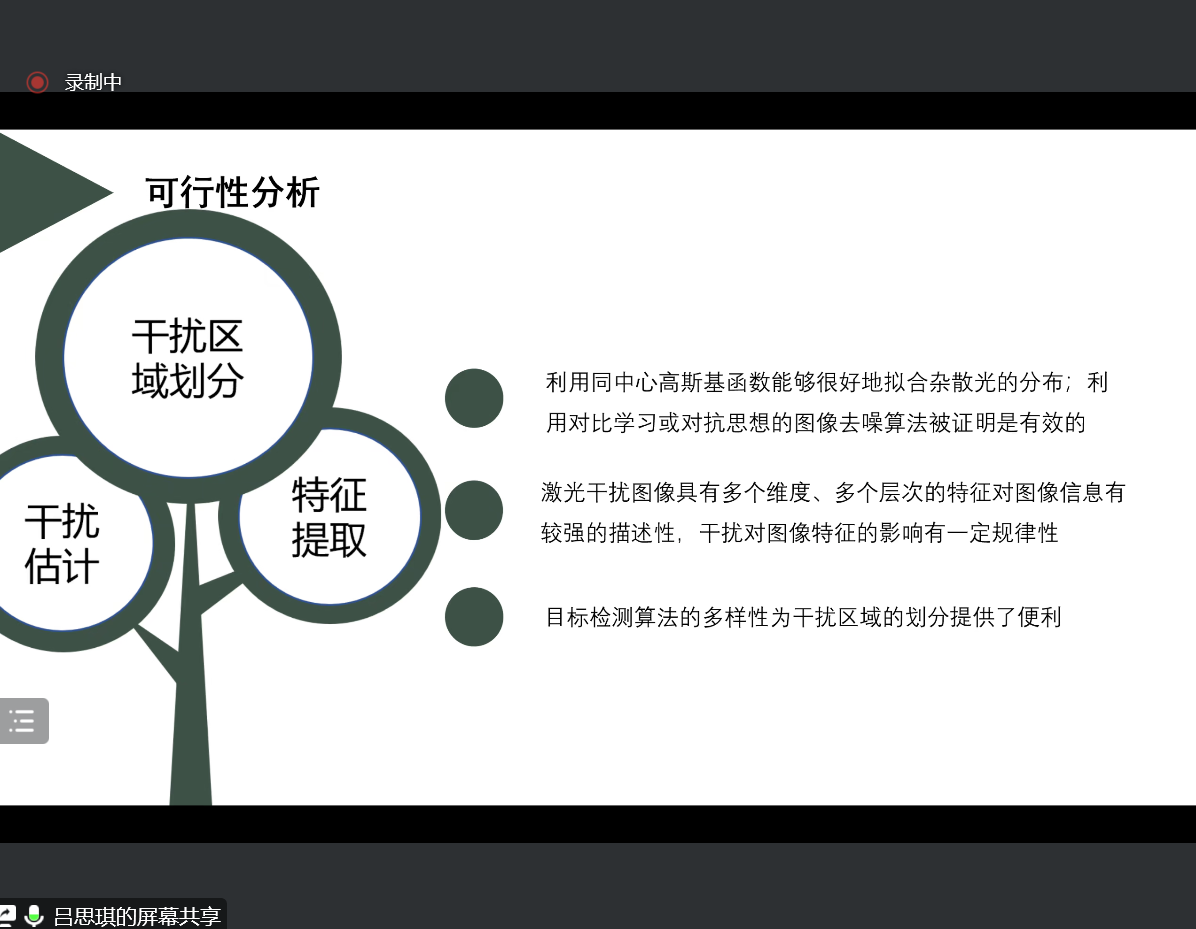 录制中
可行性分析
干扰区
域划分
干扰
估计
特征
提取
利用同中心高斯基函数能够很好地拟合杂散光的分布；利
用对比学习或对抗思想的图像去噪算法被证明是有效的
激光干扰图像具有多个维度、多个层次的特征对图像信息有
较强的描述性，干扰对图像特征的影响有一定规律性
目标检测算法的多样性为干扰区域的划分提供了便利
吕思琪的屏幕共享